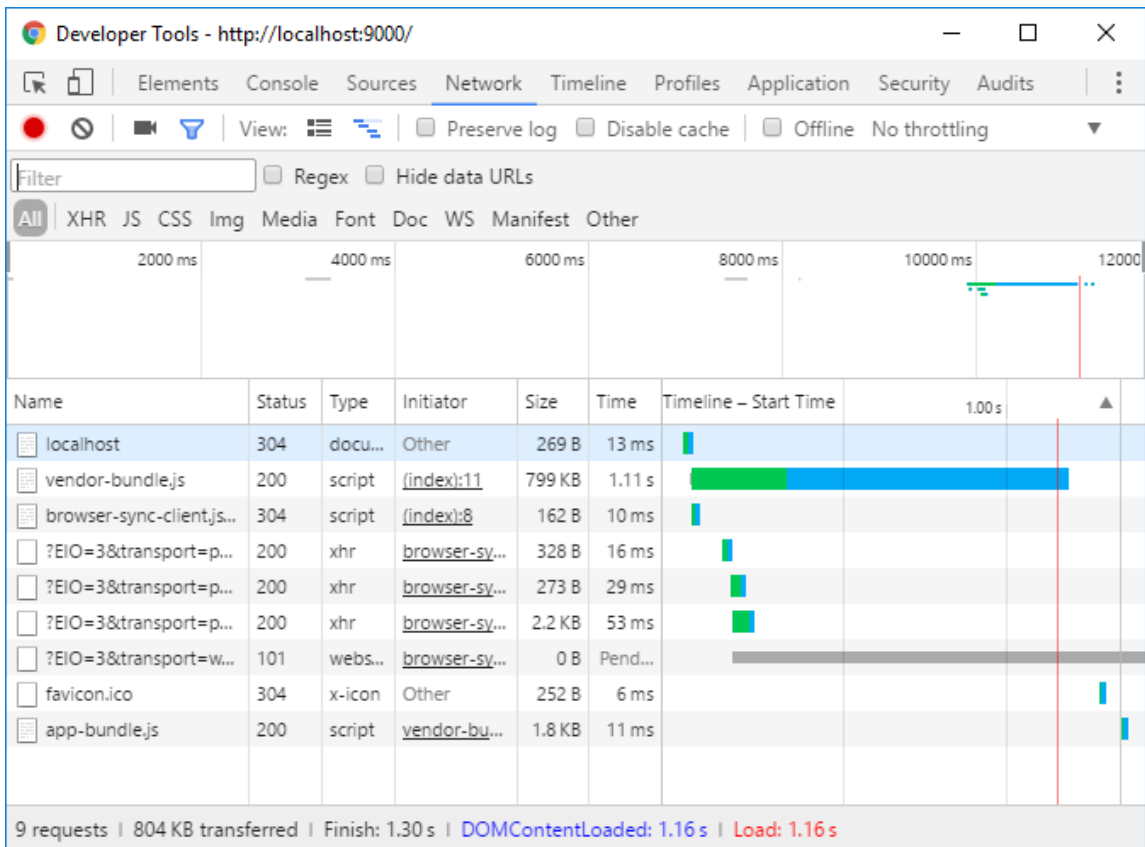 Developer Tools - http://localhost:9000/
Elements Console Sources Network Timeline Profiles Application Security Audits
View: Preserve log Disable cache Offline No throttling
Filter Regex Hide data URLs
All XHR JS CSS Img Media Font Doc WS Manifest Other
2000 ms 4000 ms 6000 ms 8000 ms 10000 ms 12000
Name Status Type Initiator Size Time Timeline – Start Time 1.00 s
localhost 304 docu... Other 269 B 13 ms
vendor-bundle.js 200 script (index):11 799 KB 1.11 s
browser-sync-client.js... 304 script (index):8 162 B 10 ms
?EIO=3&transport=p... 200 xhr browser-sy... 328 B 16 ms
?EIO=3&transport=p... 200 xhr browser-sy... 273 B 29 ms
?EIO=3&transport=p... 200 xhr browser-sy... 2.2 KB 53 ms
?EIO=3&transport=w... 101 webs... browser-sy... 0 B Pend...
favicon.ico 304 x-icon Other 252 B 6 ms
app-bundle.js 200 script vendor-bu... 1.8 KB 11 ms
9 requests | 804 KB transferred | Finish: 1.30 s | DOMContentLoaded: 1.16 s | Load: 1.16 s